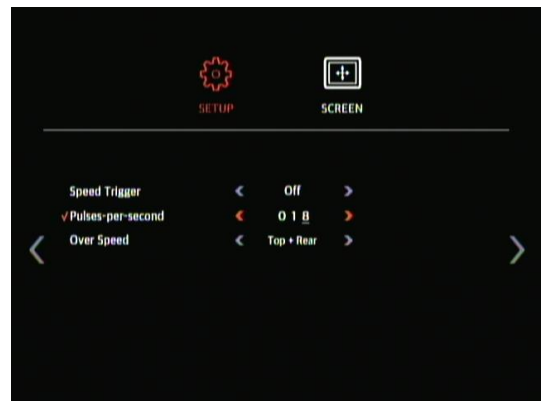 SETUP SCREEN
Speed Trigger Off
√ Pulses-per-second 0 1 8
Over Speed Top + Rear